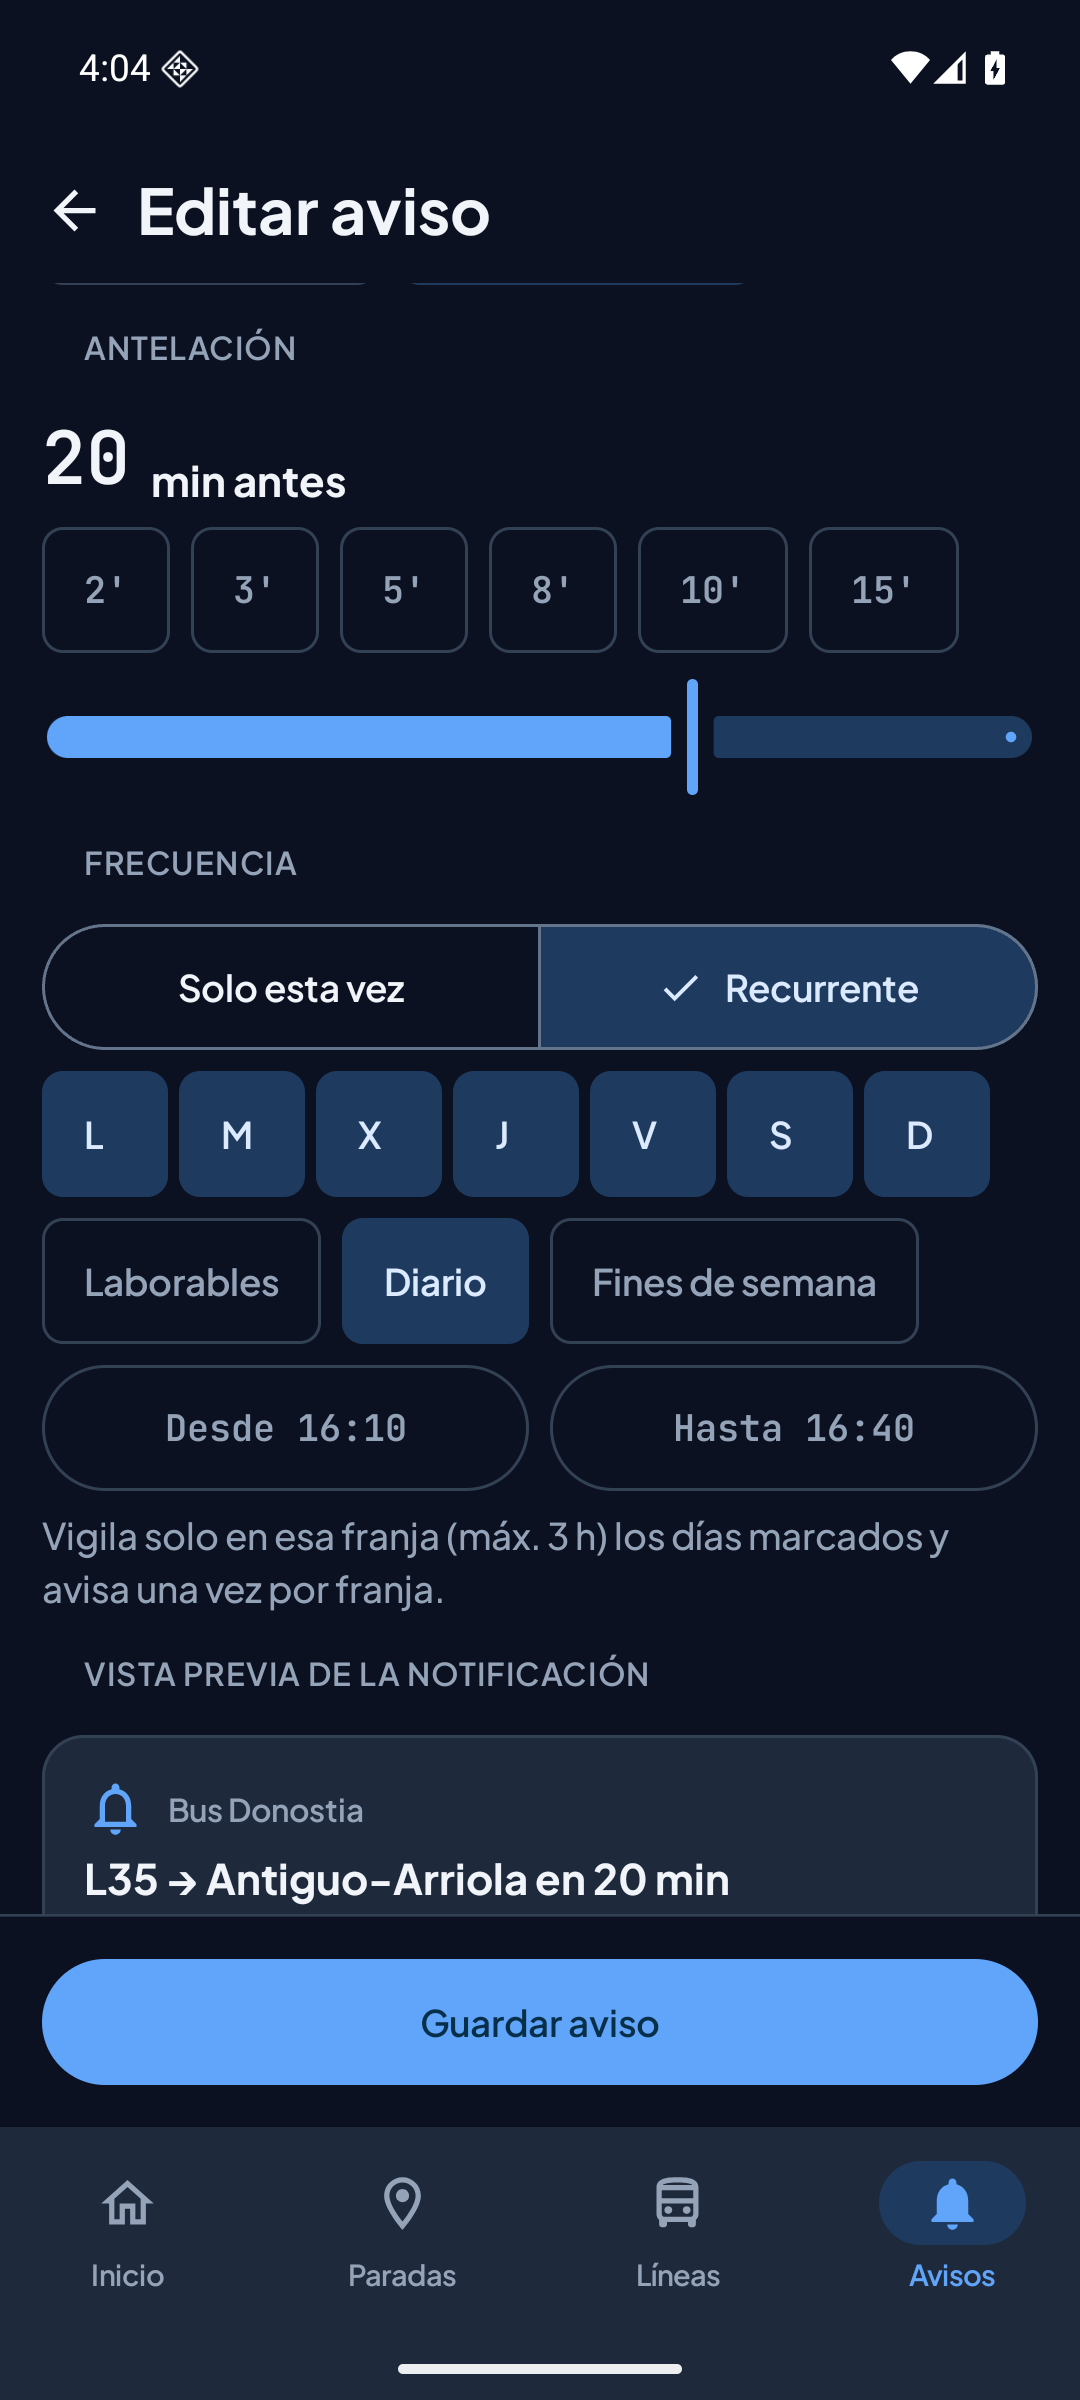 4:04
Editar aviso
ANTELACIÓN
20 min antes
2' 3' 5' 8' 10' 15'
FRECUENCIA
Solo esta vez Recurrente
L M X J V S D
Laborables Diario Fines de semana
Desde 16:10 Hasta 16:40
Vigila solo en esa franja (máx. 3 h) los días marcados y
avisa una vez por franja.
VISTA PREVIA DE LA NOTIFICACIÓN
Bus Donostia
L35 → Antiguo-Arriola en 20 min
Guardar aviso
Inicio Paradas Líneas Avisos